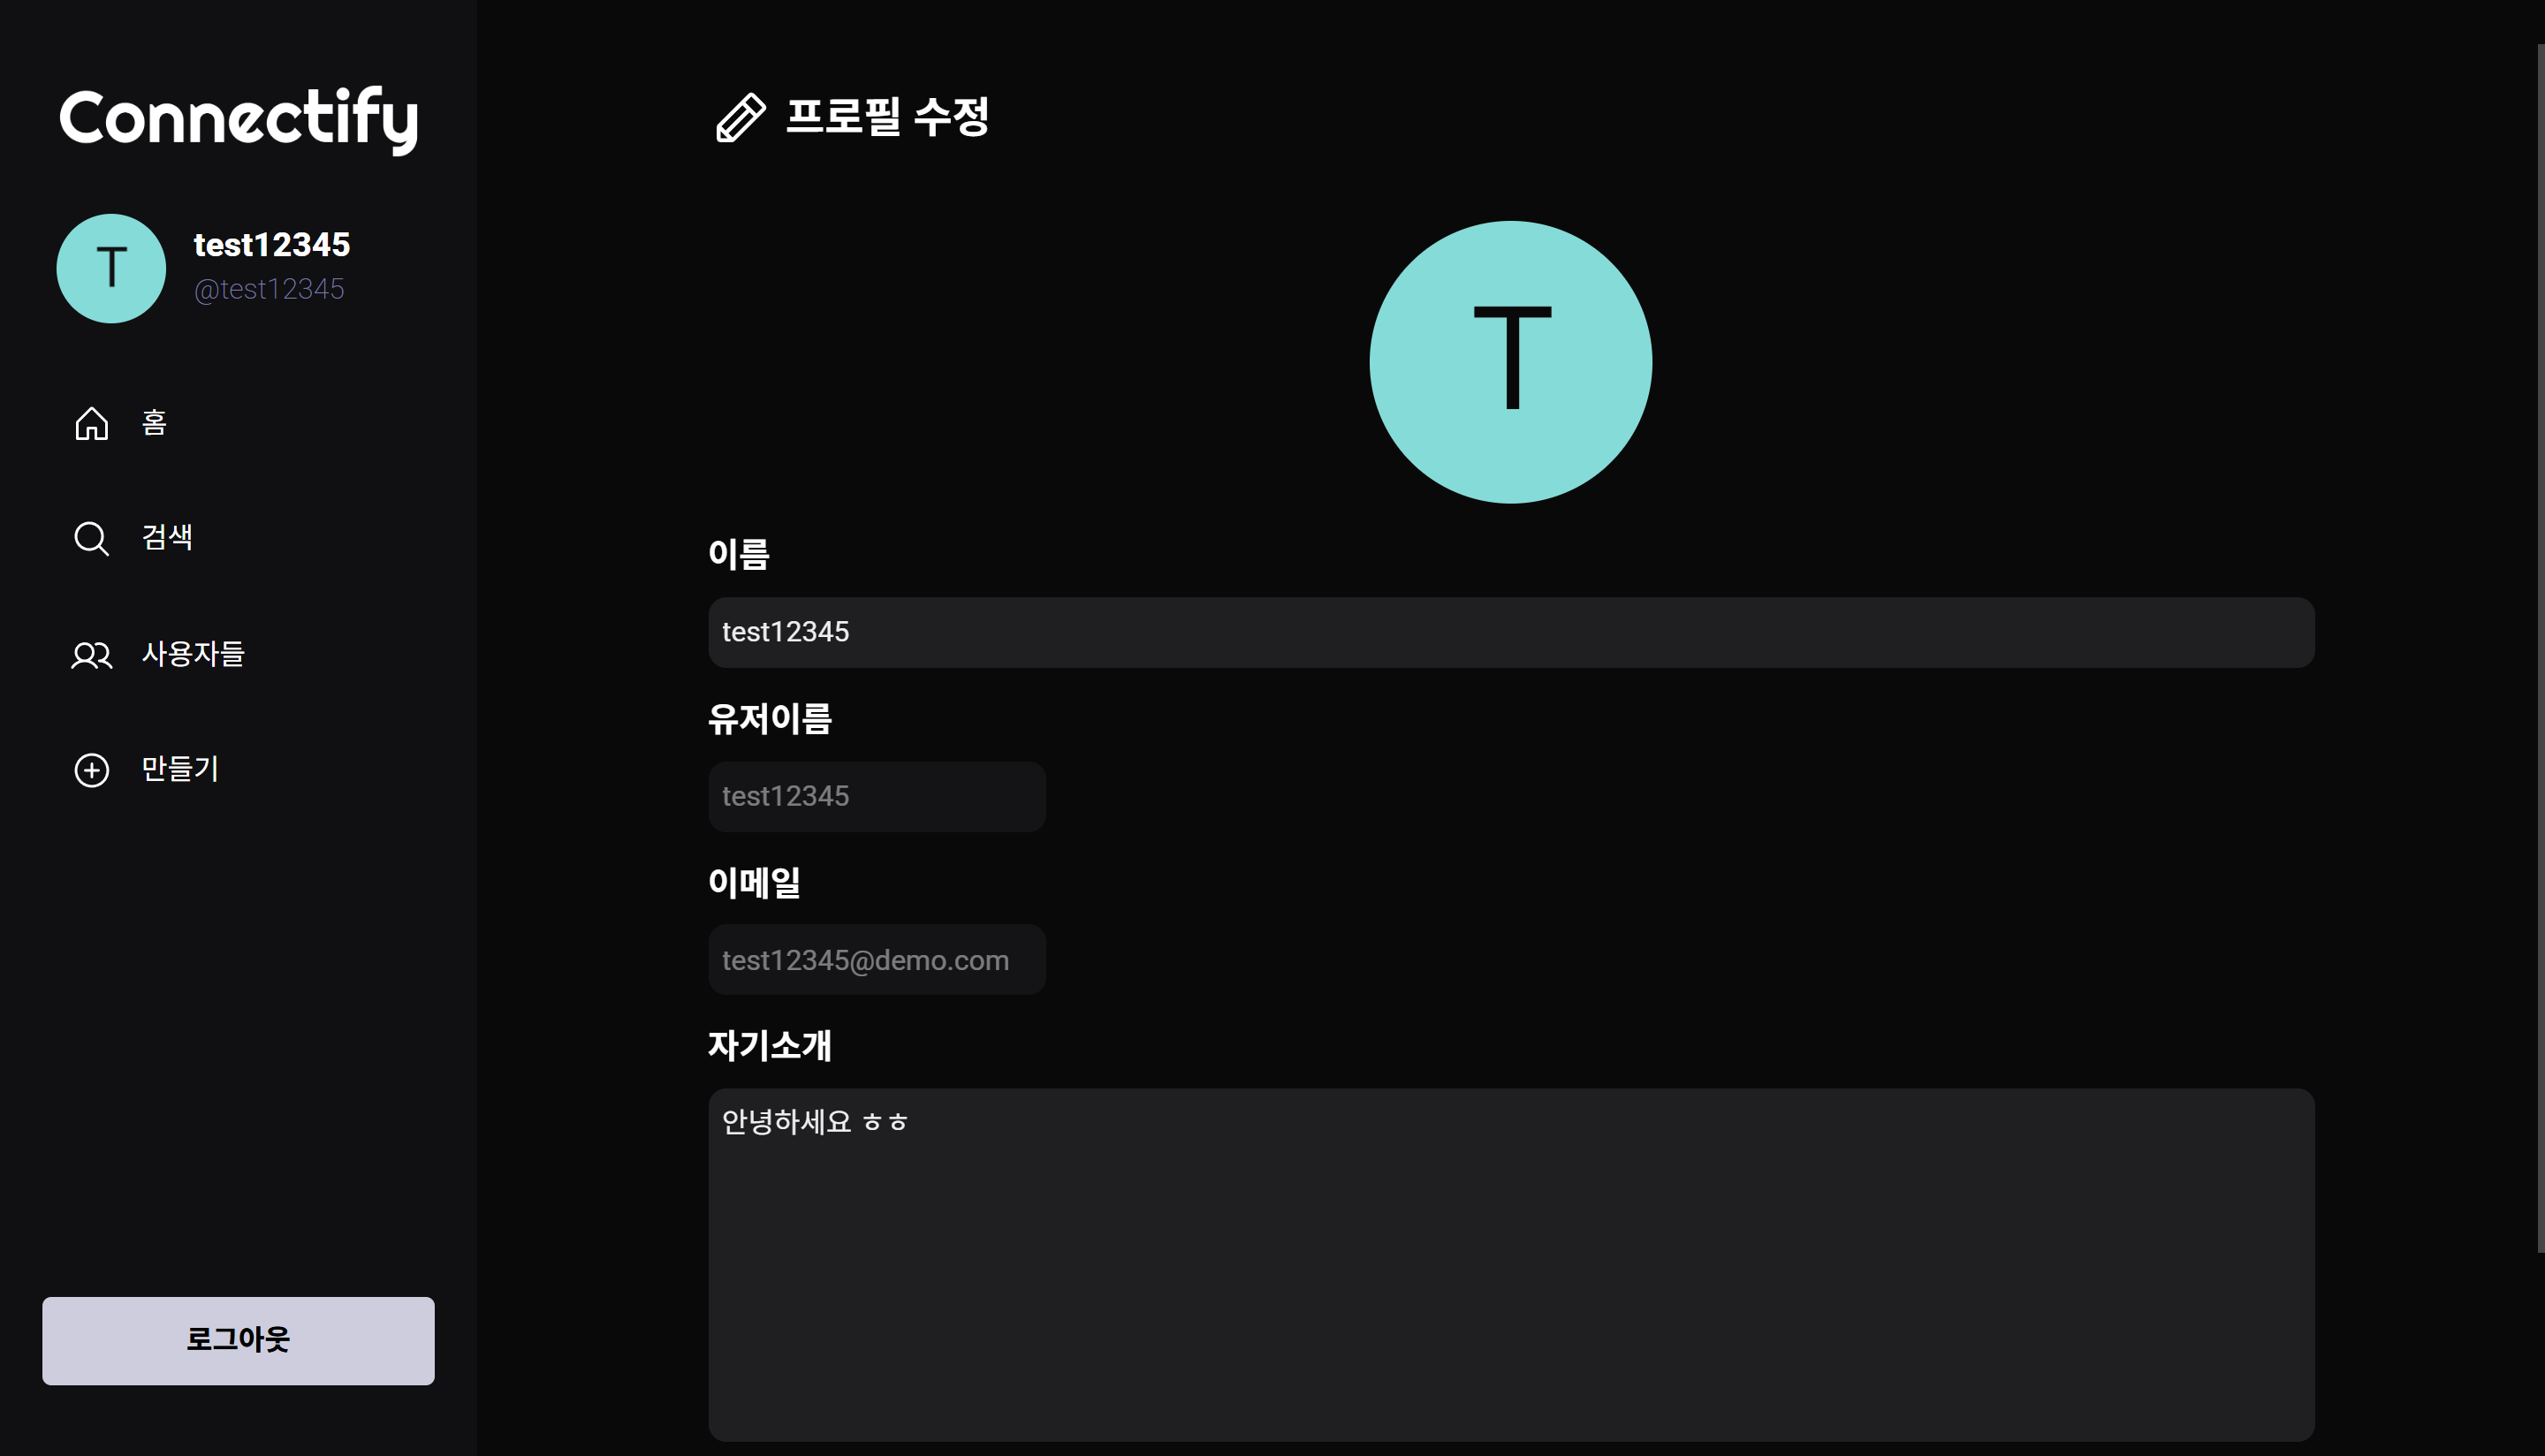 Connectify
T
test12345
@test12345
홈
검색
사용자들
만들기
로그아웃
프로필 수정
T
이름
test12345
유저이름
test12345
이메일
test12345@demo.com
자기소개
안녕하세요 ㅎㅎ